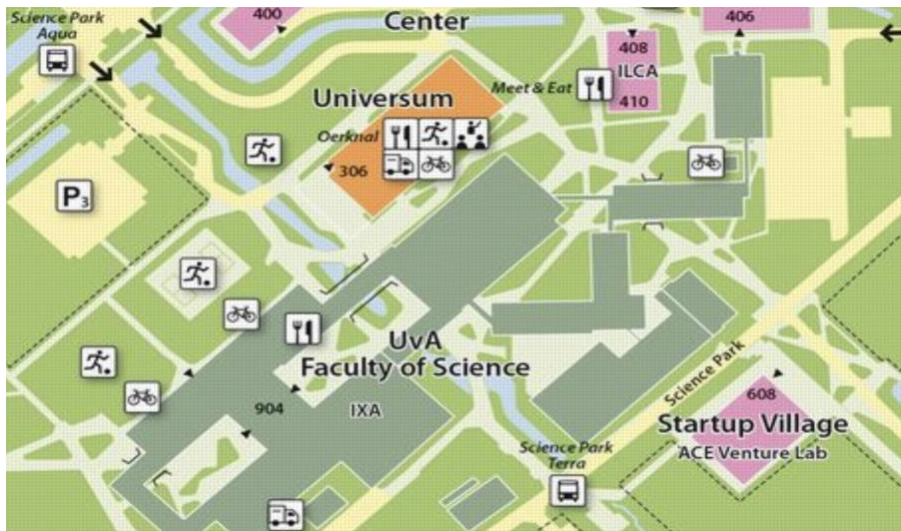 Science Park
Aqua
400
Center
406
408
ILCA
410
Meet & Eat
Universum
Oerknal
306
P3
UvA
Faculty of Science
904
IXA
Science Park
608
Startup Village
ACE Venture Lab
Science Park
Terra